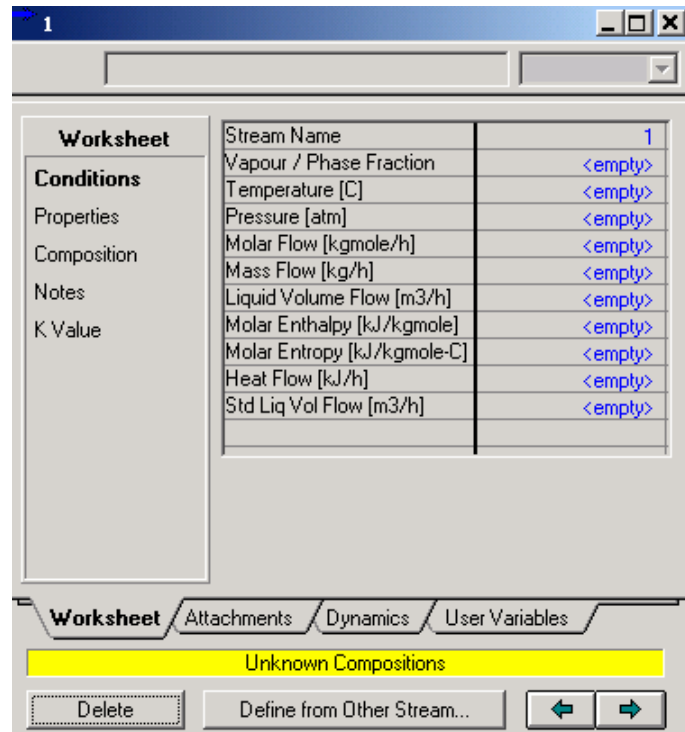 1
Worksheet
Conditions
Properties
Composition
Notes
K Value
Stream Name 1
Vapour / Phase Fraction <empty>
Temperature [C] <empty>
Pressure [atm] <empty>
Molar Flow [kgmole/h] <empty>
Mass Flow [kg/h] <empty>
Liquid Volume Flow [m3/h] <empty>
Molar Enthalpy [kJ/kgmole] <empty>
Molar Entropy [kJ/kgmole-C] <empty>
Heat Flow [kJ/h] <empty>
Std Liq Vol Flow [m3/h] <empty>
Worksheet Attachments Dynamics User Variables
Unknown Compositions
Delete Define from Other Stream...